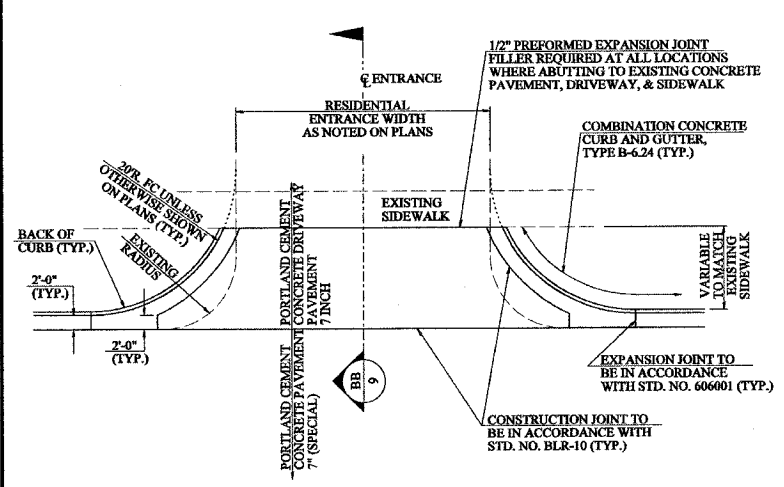 1/2" PREFORMED EXPANSION JOINT
FILLER REQUIRED AT ALL LOCATIONS
WHERE ABUTTING TO EXISTING CONCRETE
PAVEMENT, DRIVEWAY, & SIDEWALK
℄ ENTRANCE
RESIDENTIAL
ENTRANCE WIDTH
AS NOTED ON PLANS
COMBINATION CONCRETE
CURB AND GUTTER,
TYPE B-6.24 (TYP.)
20'R. FC UNLESS
OTHERWISE SHOWN
ON PLANS (TYP.)
EXISTING
SIDEWALK
BACK OF
CURB (TYP.)
EXISTING
RADIUS
PORTLAND CEMENT
CONCRETE DRIVEWAY
PAVEMENT
7 INCH
VARIABLE
TO MATCH
EXISTING
SIDEWALK
2'-0"
(TYP.)
2'-0"
(TYP.)
PORTLAND CEMENT
CONCRETE PAVEMENT
7" (SPECIAL)
BB
9
EXPANSION JOINT TO
BE IN ACCORDANCE
WITH STD. NO. 606001 (TYP.)
CONSTRUCTION JOINT TO
BE IN ACCORDANCE WITH
STD. NO. BLR-10 (TYP.)